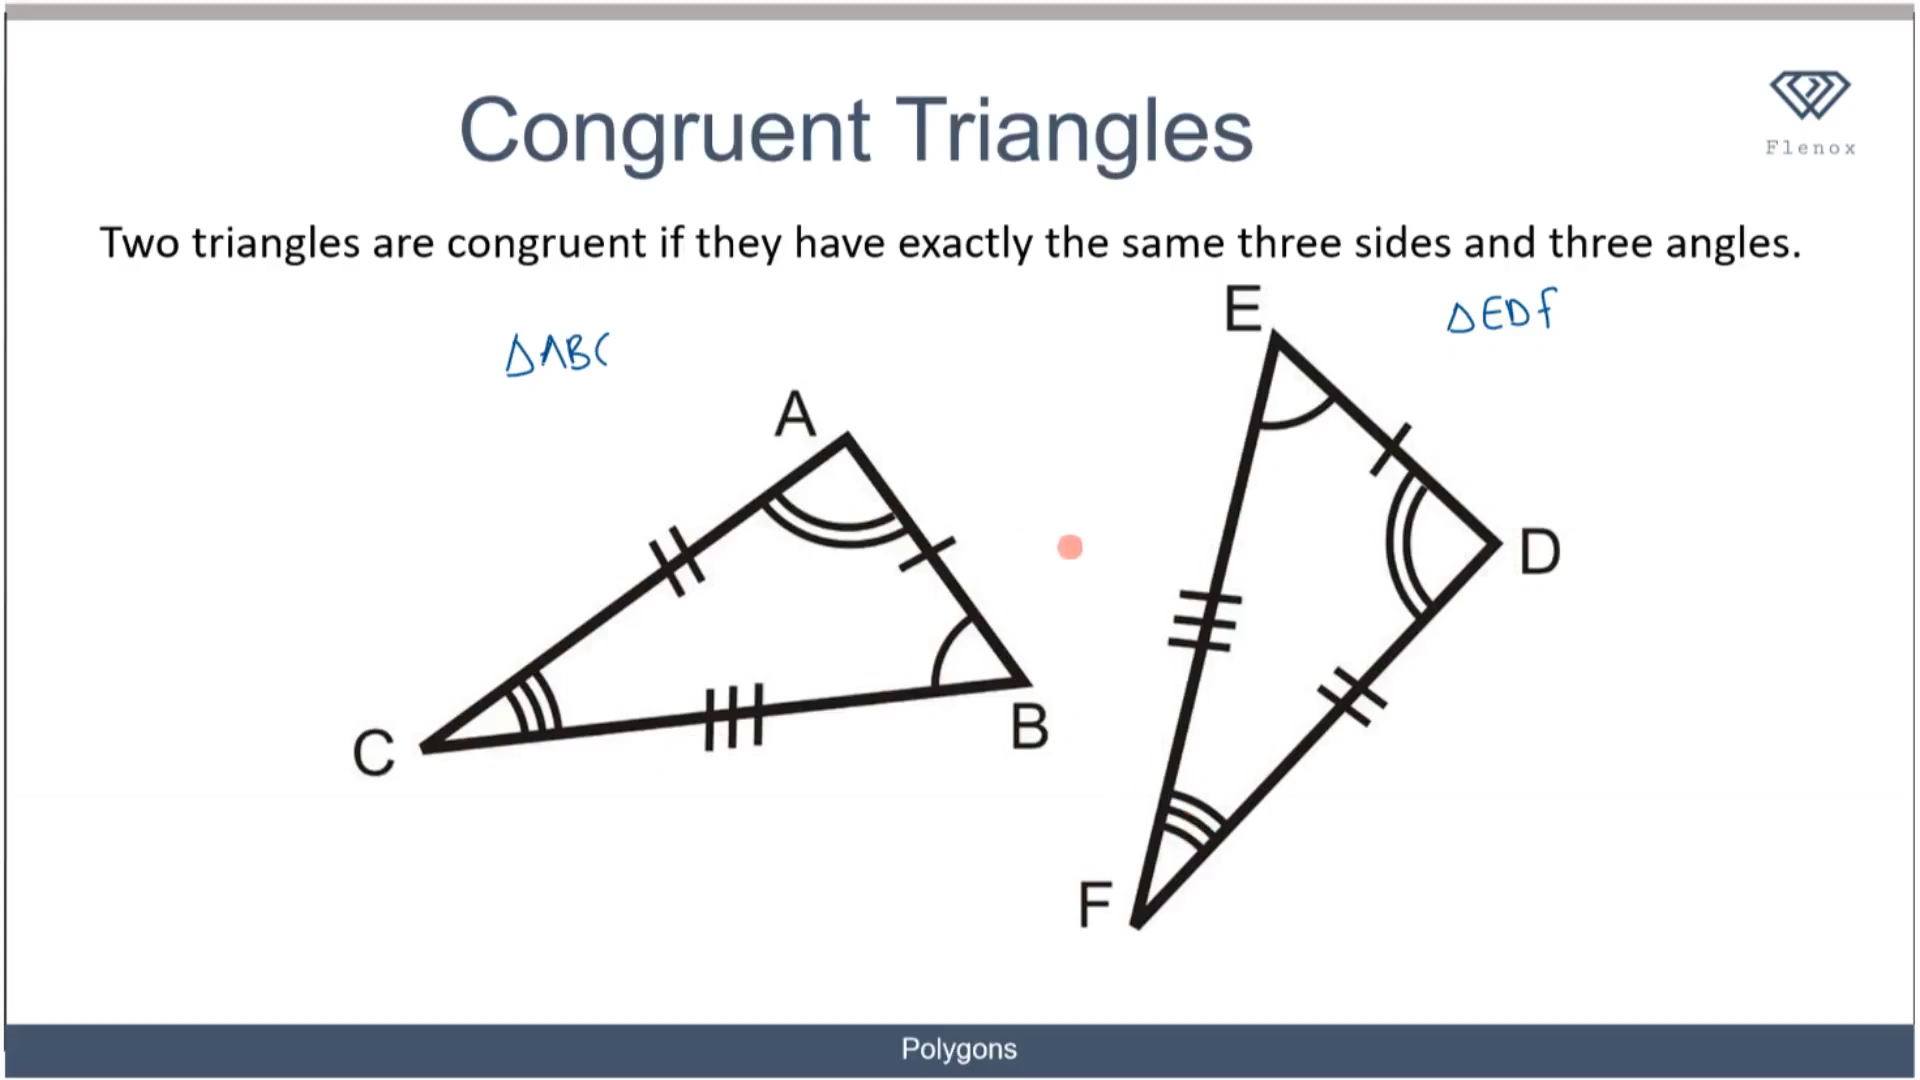 Congruent Triangles
Flenox
Two triangles are congruent if they have exactly the same three sides and three angles.
E
ΔEDF
ΔABC
A
D
B
C
F
Polygons